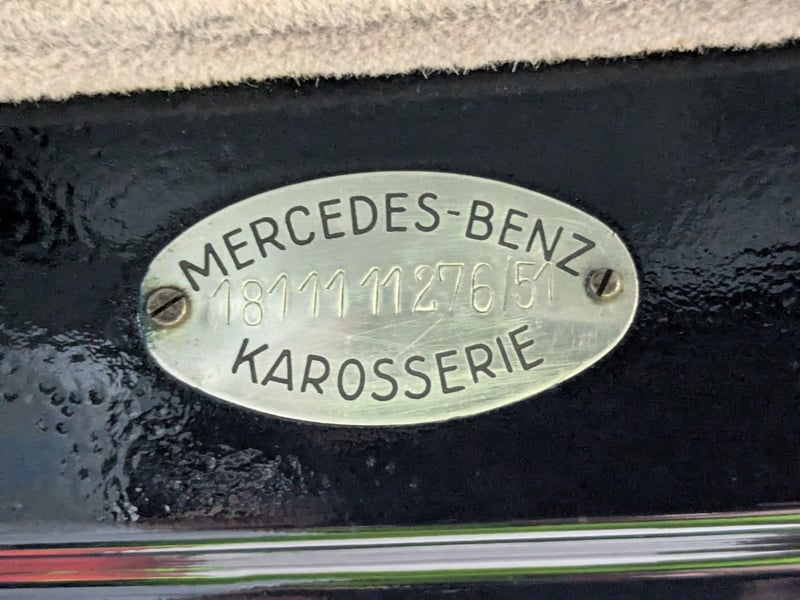 MERCEDES-BENZ
18111 11276/51
KAROSSERIE